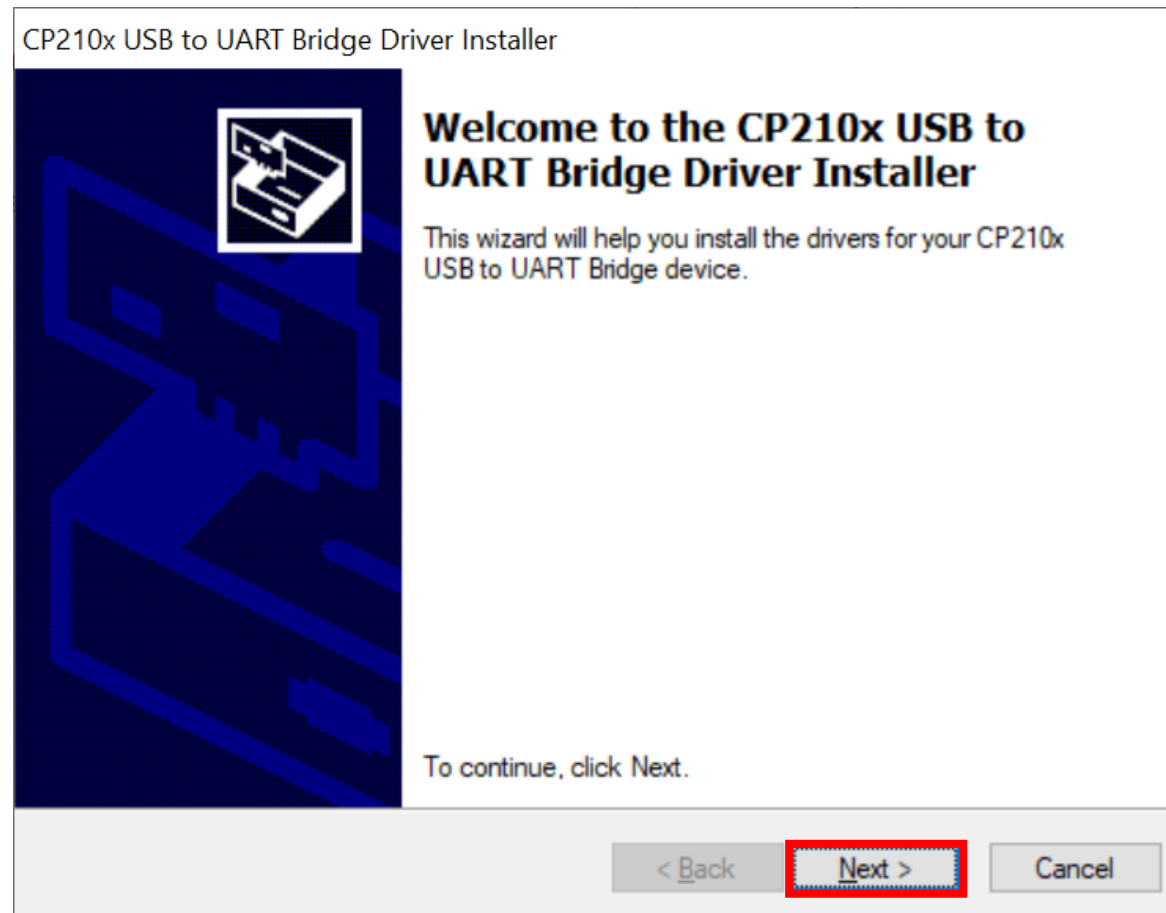 CP210x USB to UART Bridge Driver Installer
Welcome to the CP210x USB to
UART Bridge Driver Installer
This wizard will help you install the drivers for your CP210x
USB to UART Bridge device.
To continue, click Next.
< Back
Next >
Cancel